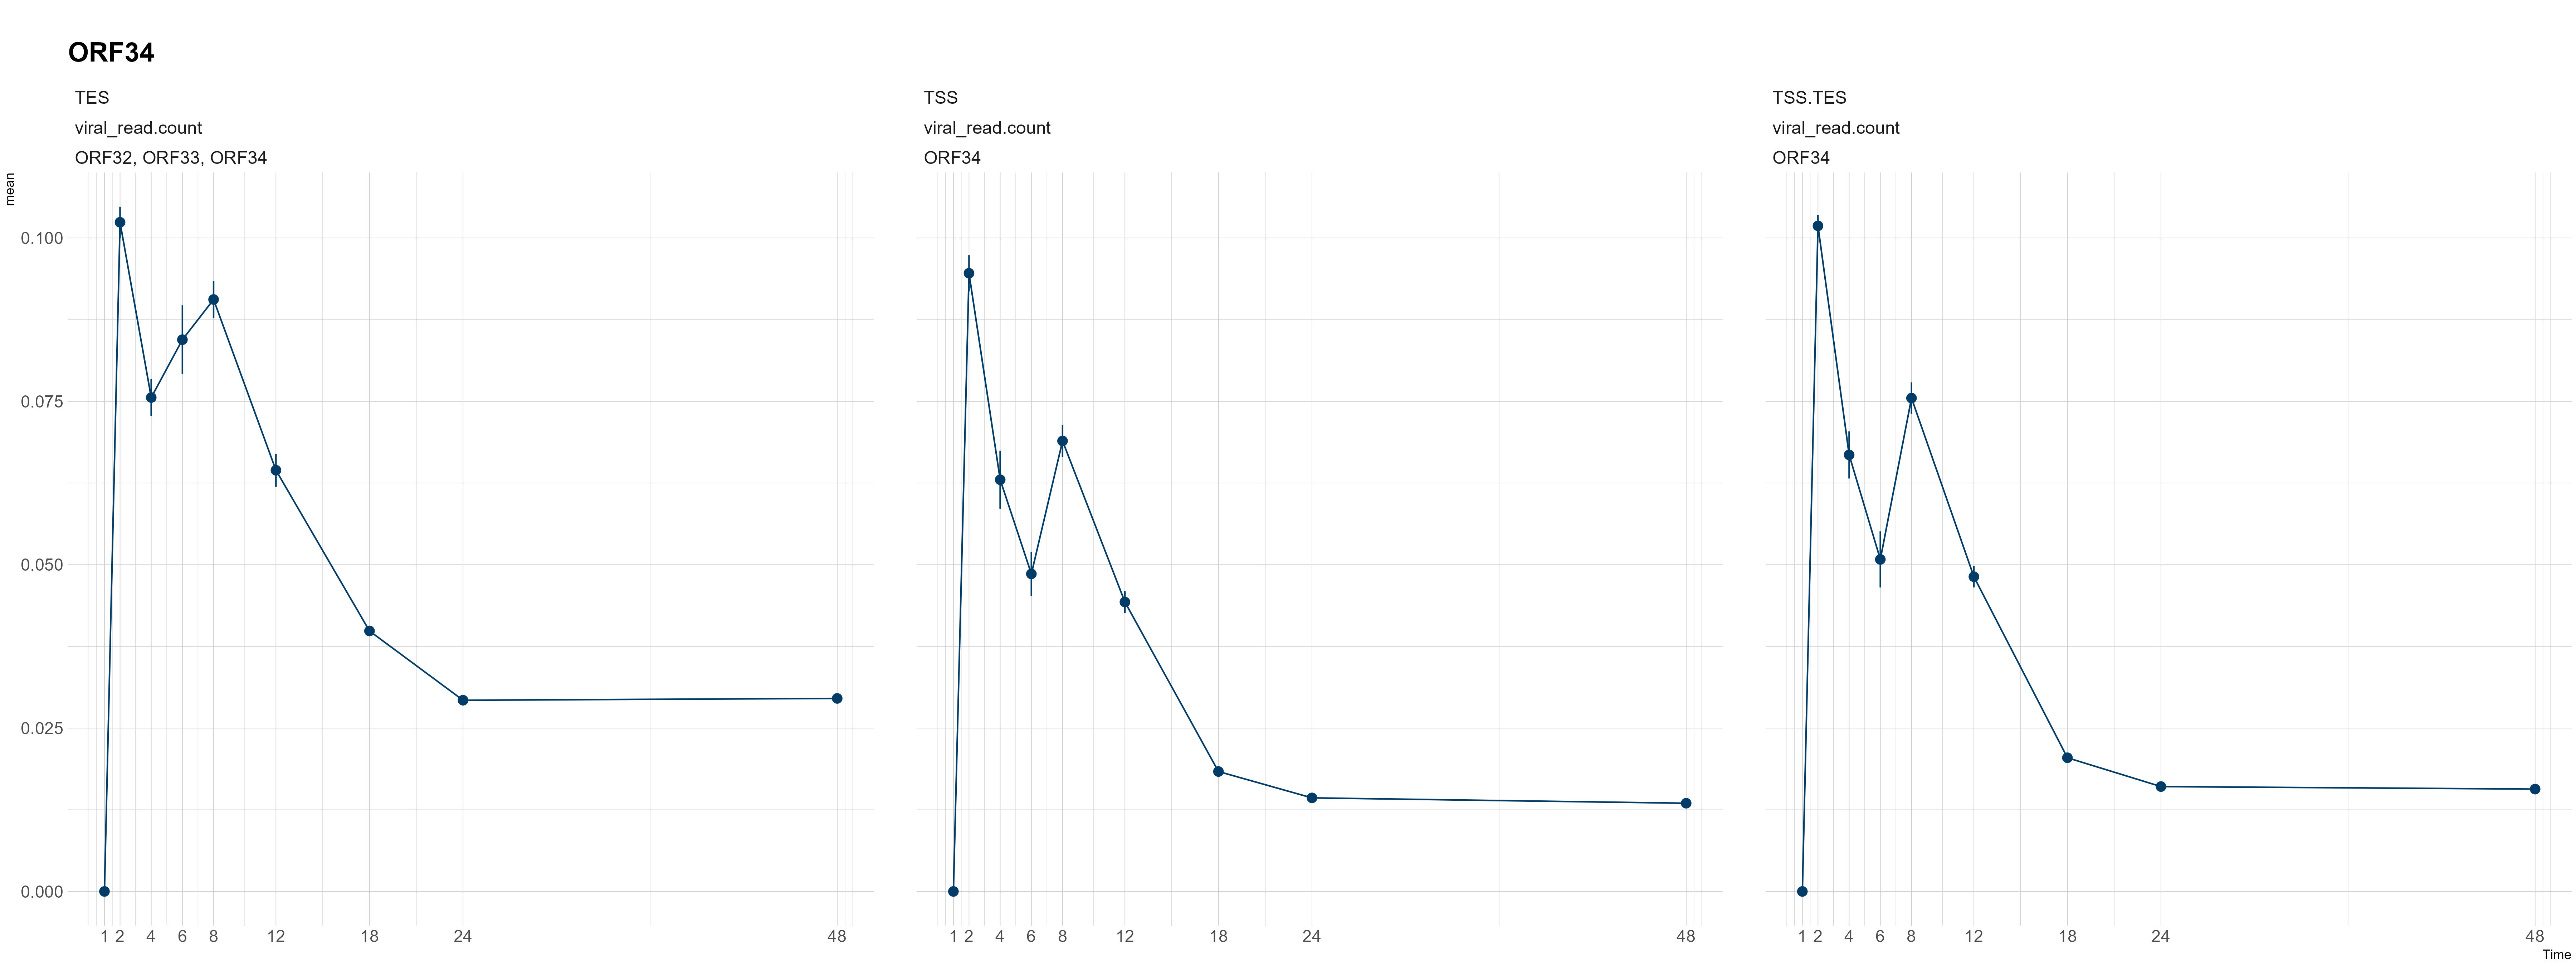 ORF34
TES
viral_read.count
ORF32, ORF33, ORF34
TSS
viral_read.count
ORF34
TSS.TES
viral_read.count
ORF34
mean
0.100
0.075
0.050
0.025
0.000
1 2 4 6 8 12 18 24 48
1 2 4 6 8 12 18 24 48
1 2 4 6 8 12 18 24 48
Time